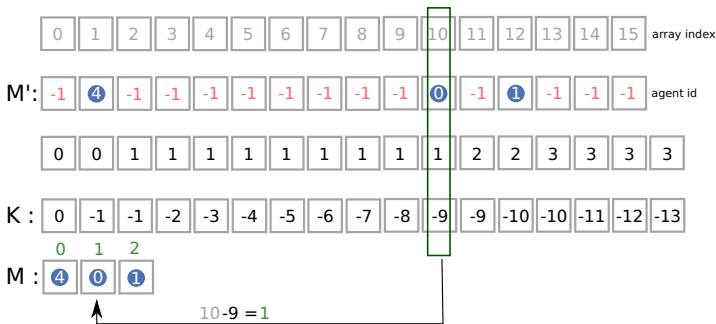 0 1 2 3 4 5 6 7 8 9 10 11 12 13 14 15 array index
M': -1 4 -1 -1 -1 -1 -1 -1 -1 -1 0 -1 1 -1 -1 -1 agent id
0 0 1 1 1 1 1 1 1 1 1 2 2 3 3 3 3
K : 0 -1 -1 -2 -3 -4 -5 -6 -7 -8 -9 -9 -10 -10 -11 -12 -13
0 1 2
M : 4 0 1
10-9 =1